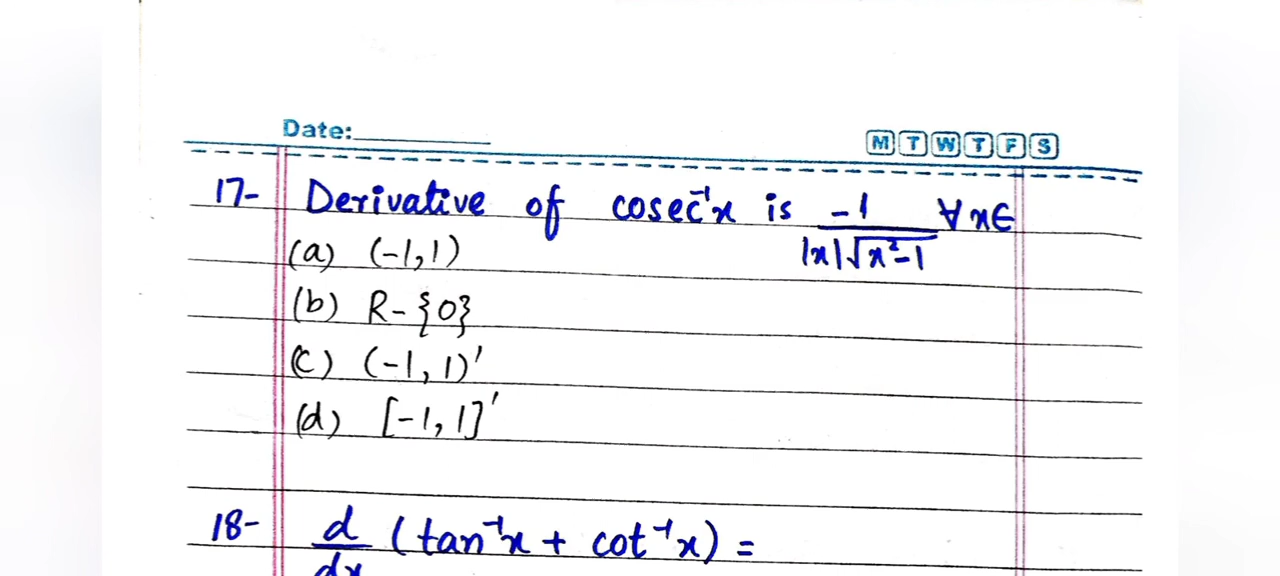 Date:
M T W T F S
17- Derivative of cosec⁻¹x is -1/|x|√x²-1 ∀ x∈
(a) (-1,1)
(b) R-{0}
(c) (-1,1)'
(d) [-1,1]'
18- d/dx (tan⁻¹x + cot⁻¹x) =